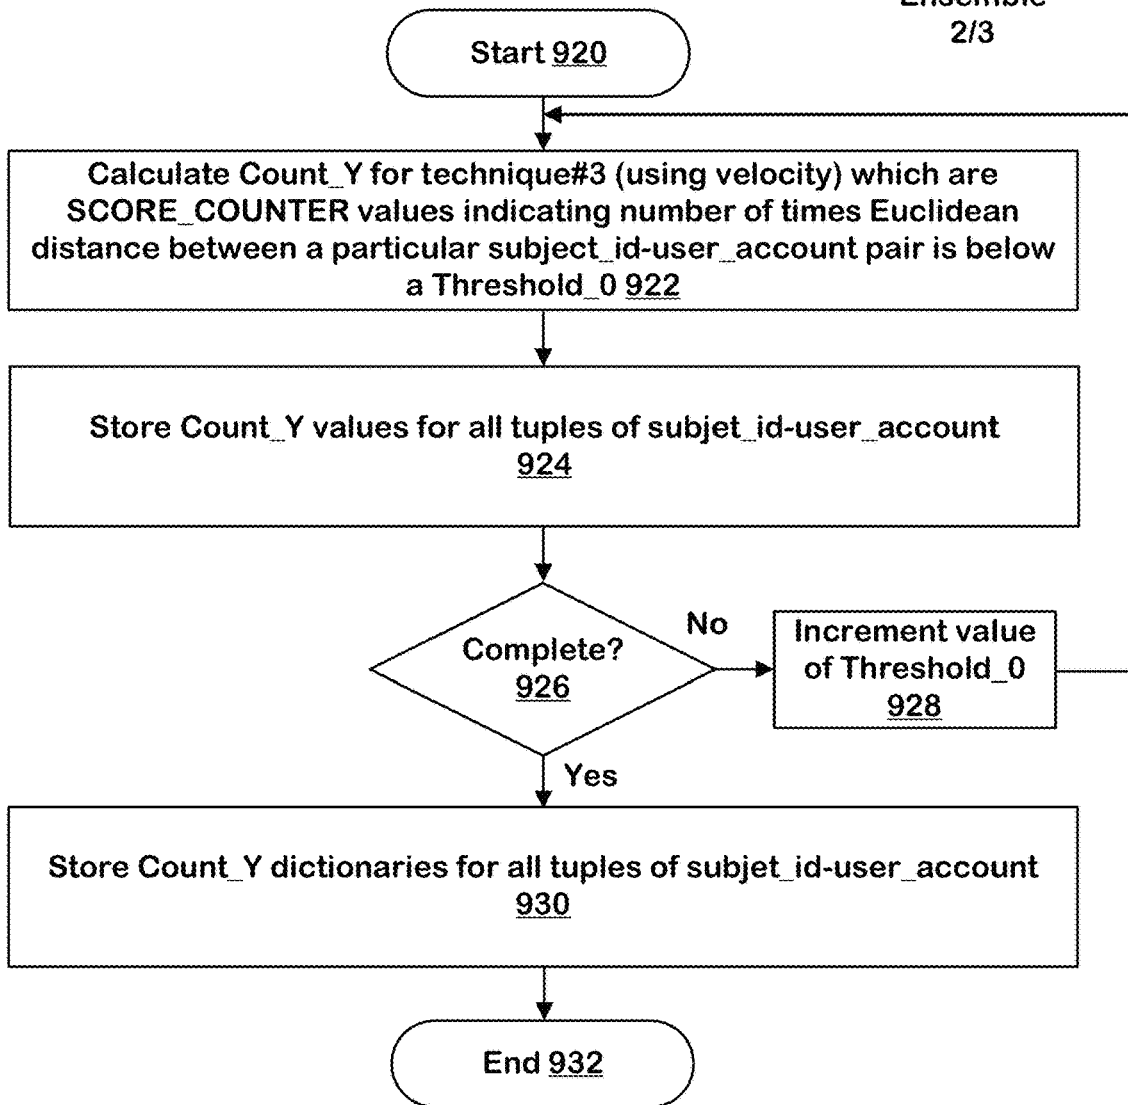 Ensemble
2/3
Start 920
Calculate Count_Y for technique#3 (using velocity) which are
SCORE_COUNTER values indicating number of times Euclidean
distance between a particular subject_id-user_account pair is below
a Threshold_0 922
Store Count_Y values for all tuples of subjet_id-user_account
924
Complete?
926
No
Increment value
of Threshold_0
928
Yes
Store Count_Y dictionaries for all tuples of subjet_id-user_account
930
End 932